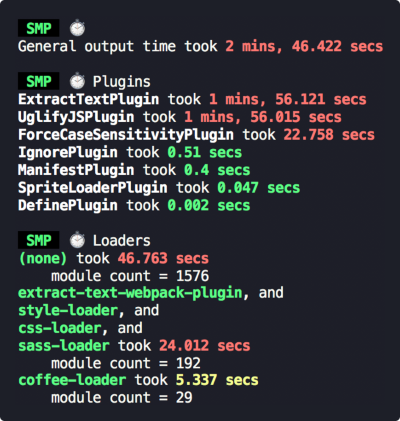 SMP ⏱
General output time took 2 mins, 46.422 secs
SMP ⏱ Plugins
ExtractTextPlugin took 1 mins, 56.121 secs
UglifyJSPlugin took 1 mins, 56.015 secs
ForceCaseSensitivityPlugin took 22.758 secs
IgnorePlugin took 0.51 secs
ManifestPlugin took 0.4 secs
SpriteLoaderPlugin took 0.047 secs
DefinePlugin took 0.002 secs
SMP ⏱ Loaders
(none) took 46.763 secs
module count = 1576
extract-text-webpack-plugin, and
style-loader, and
css-loader, and
sass-loader took 24.012 secs
module count = 192
coffee-loader took 5.337 secs
module count = 29